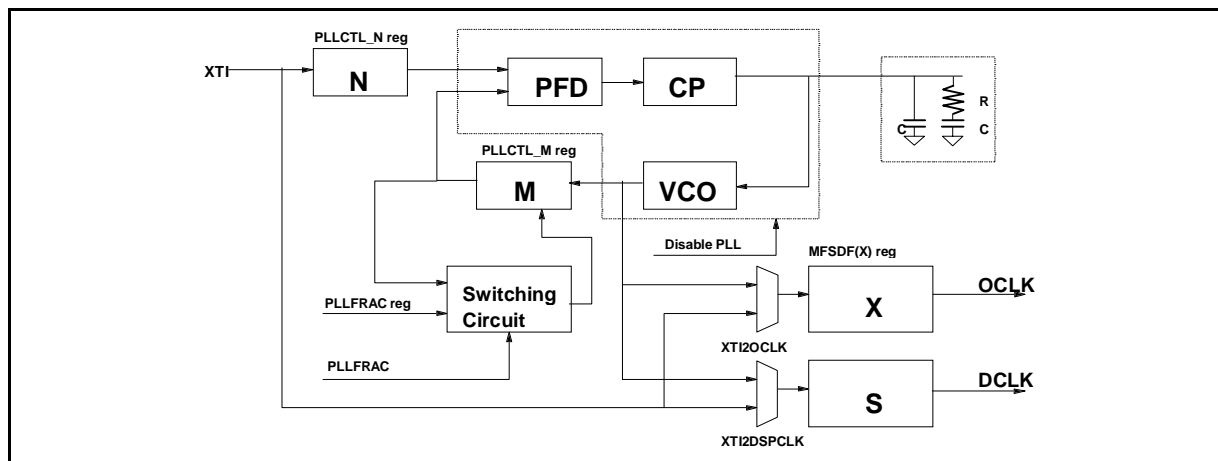 PLLCTL_N reg
XTI
N
PFD
CP
R
C
C
PLLCTL_M reg
M
VCO
Disable PLL
MFSDF(X) reg
Switching
Circuit
PLLFRAC reg
X
OCLK
XTI2OCLK
PLLFRAC
S
DCLK
XTI2DSPCLK